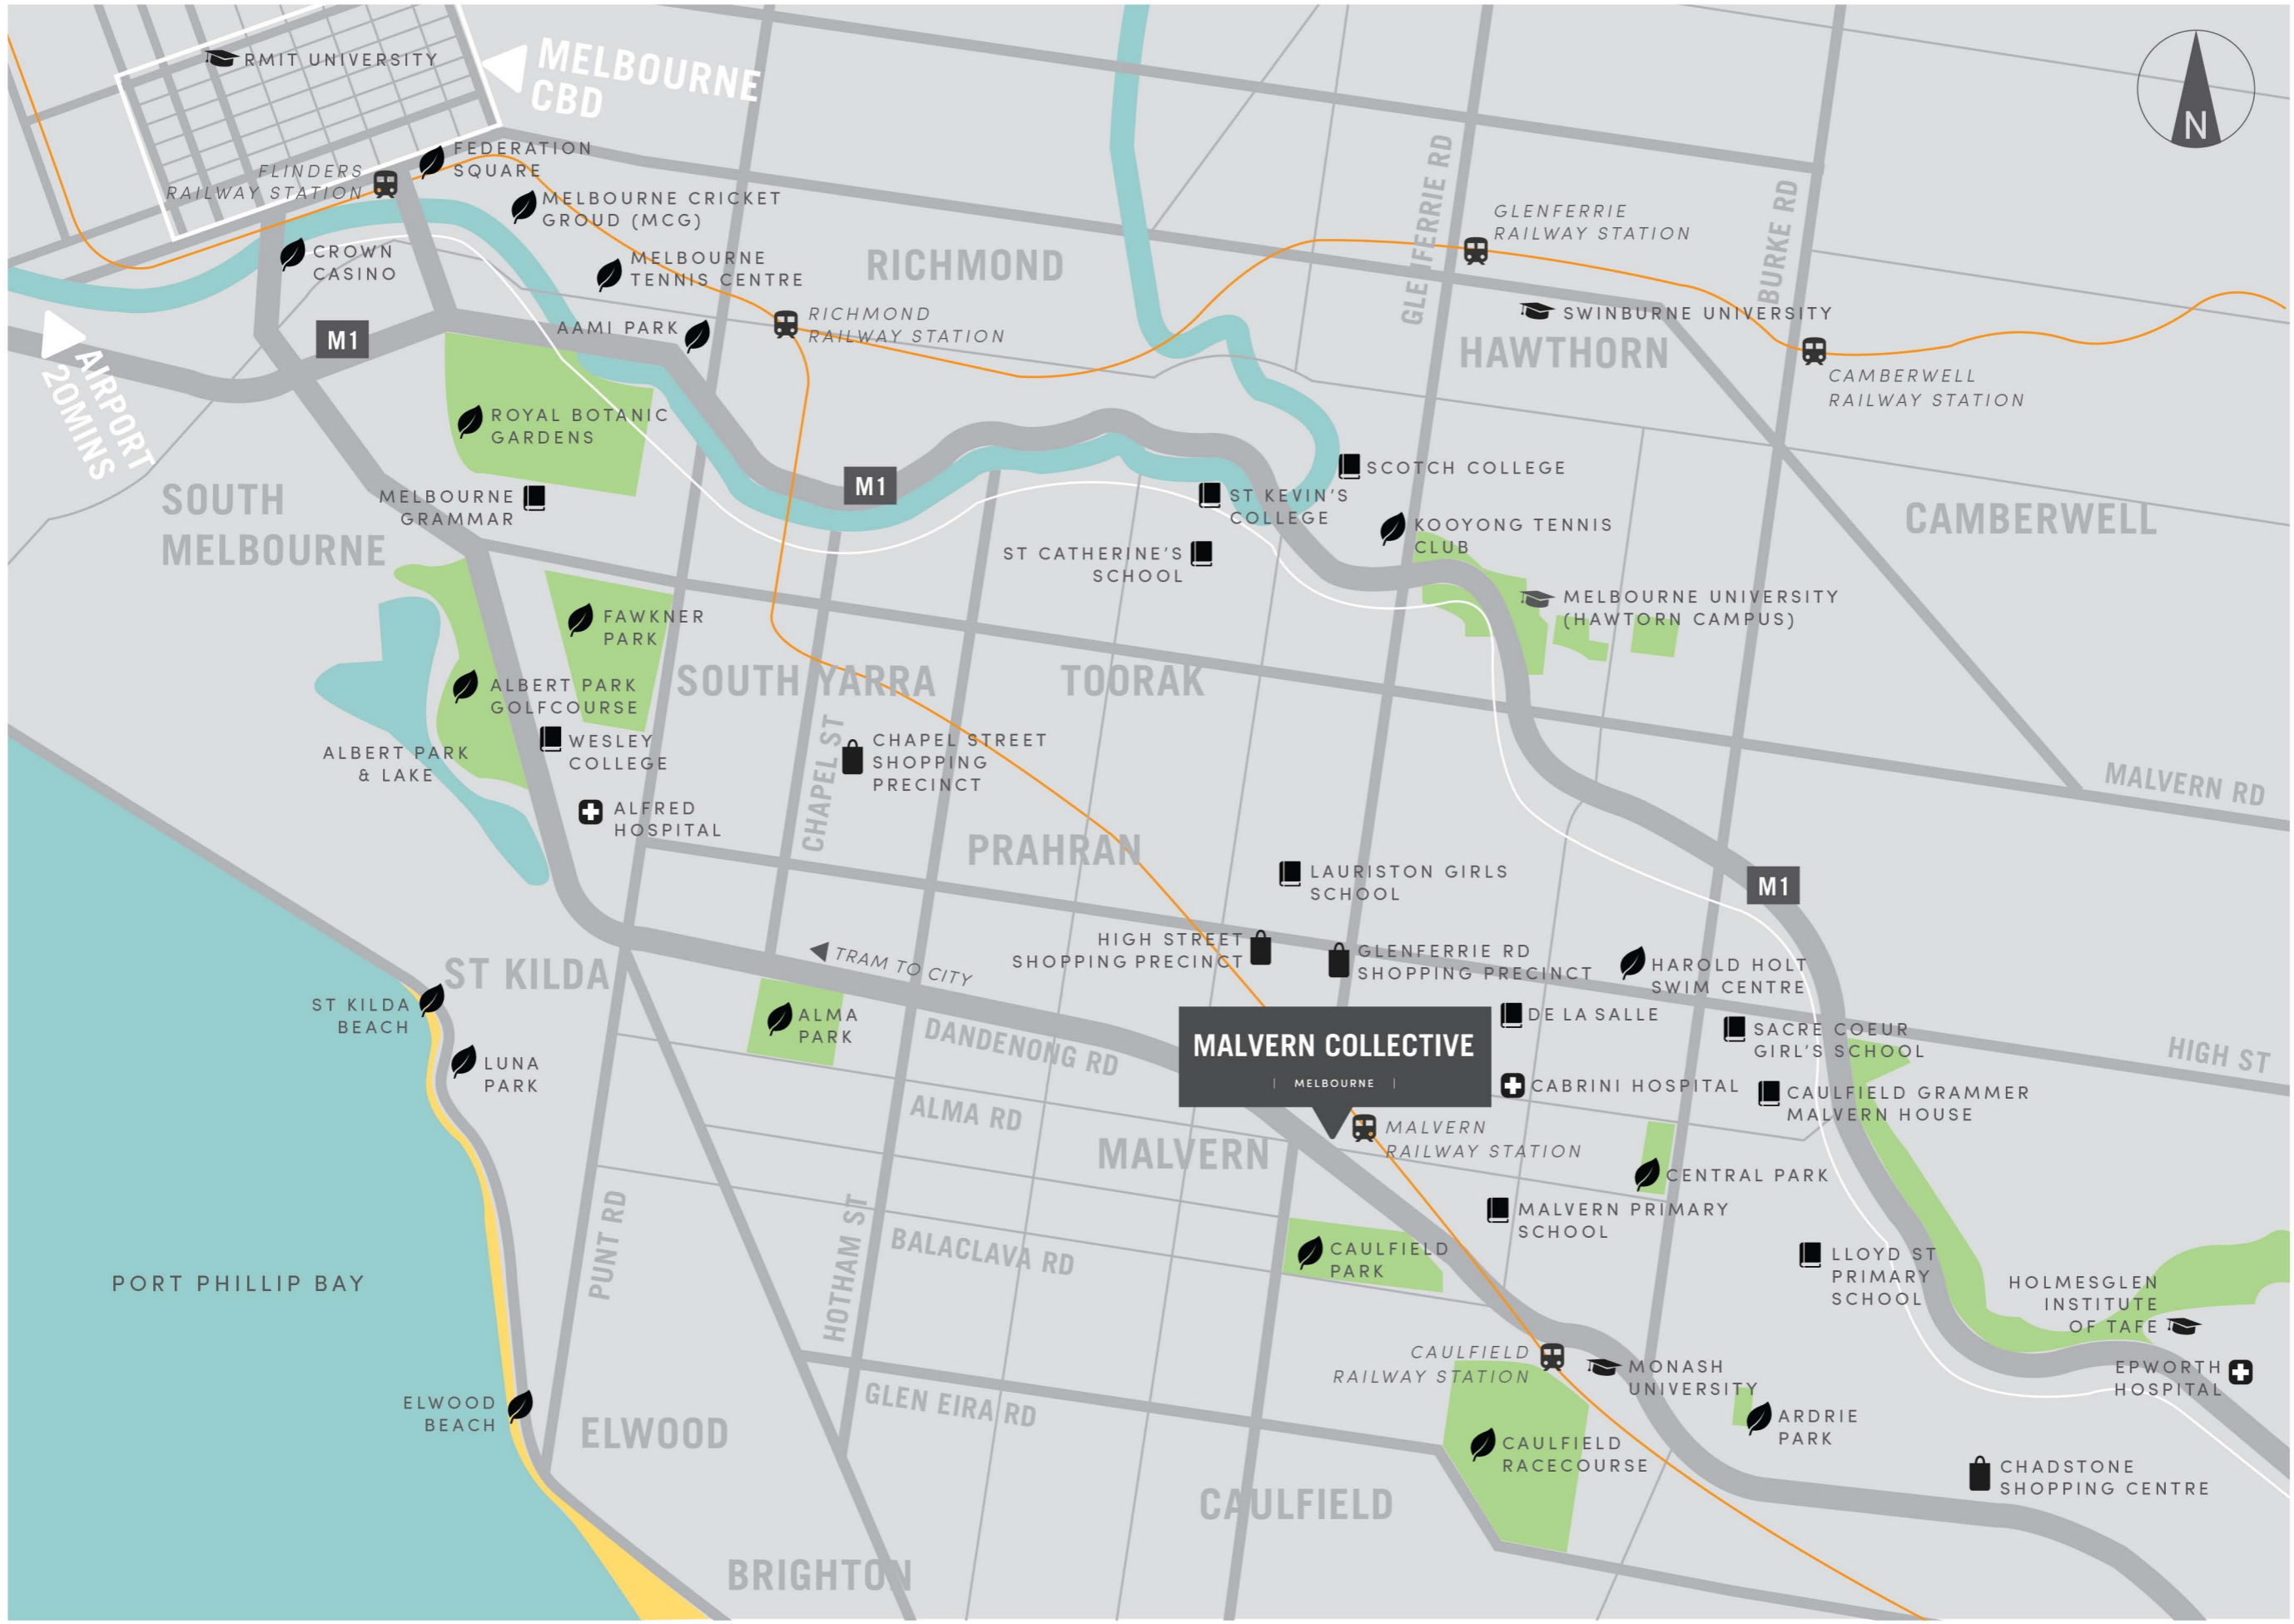 RMIT UNIVERSITY
MELBOURNE
CBD
N
FEDERATION
SQUARE
FLINDERS
RAILWAY STATION
MELBOURNE CRICKET
GROUD (MCG)
CROWN
CASINO
MELBOURNE
TENNIS CENTRE
RICHMOND
GLENFERRIE RD
GLENFERRIE
RAILWAY STATION
BURKE RD
M1
AAMI PARK
RICHMOND
RAILWAY STATION
SWINBURNE UNIVERSITY
HAWTHORN
CAMBERWELL
RAILWAY STATION
AIRPORT
20MINS
ROYAL BOTANIC
GARDENS
SOUTH
MELBOURNE
MELBOURNE
GRAMMAR
M1
SCOTCH COLLEGE
ST KEVIN'S
COLLEGE
KOOYONG TENNIS
CLUB
CAMBERWELL
ST CATHERINE'S
SCHOOL
MELBOURNE UNIVERSITY
(HAWTORN CAMPUS)
FAWKNER
PARK
SOUTH YARRA
TOORAK
ALBERT PARK
GOLFCOURSE
ALBERT PARK
& LAKE
WESLEY
COLLEGE
CHAPEL ST
CHAPEL STREET
SHOPPING
PRECINCT
MALVERN RD
ALFRED
HOSPITAL
PRAHRAN
LAURISTON GIRLS
SCHOOL
M1
HIGH STREET
SHOPPING PRECINCT
GLENFERRIE RD
SHOPPING PRECINCT
HAROLD HOLT
SWIM CENTRE
TRAM TO CITY
ST KILDA
ST KILDA
BEACH
ALMA
PARK
DANDENONG RD
MALVERN COLLECTIVE
| MELBOURNE |
DE LA SALLE
SACRE COEUR
GIRL'S SCHOOL
HIGH ST
LUNA
PARK
CABRINI HOSPITAL
CAULFIELD GRAMMER
MALVERN HOUSE
ALMA RD
MALVERN
MALVERN
RAILWAY STATION
CENTRAL PARK
PUNT RD
HOTHAM ST
BALACLAVA RD
MALVERN PRIMARY
SCHOOL
CAULFIELD
PARK
LLOYD ST
PRIMARY
SCHOOL
PORT PHILLIP BAY
HOLMESGLEN
INSTITUTE
OF TAFE
CAULFIELD
RAILWAY STATION
MONASH
UNIVERSITY
EPWORTH
HOSPITAL
GLEN EIRA RD
ELWOOD
BEACH
ELWOOD
ARDRIE
PARK
CAULFIELD
RACECOURSE
CHADSTONE
SHOPPING CENTRE
CAULFIELD
BRIGHTON